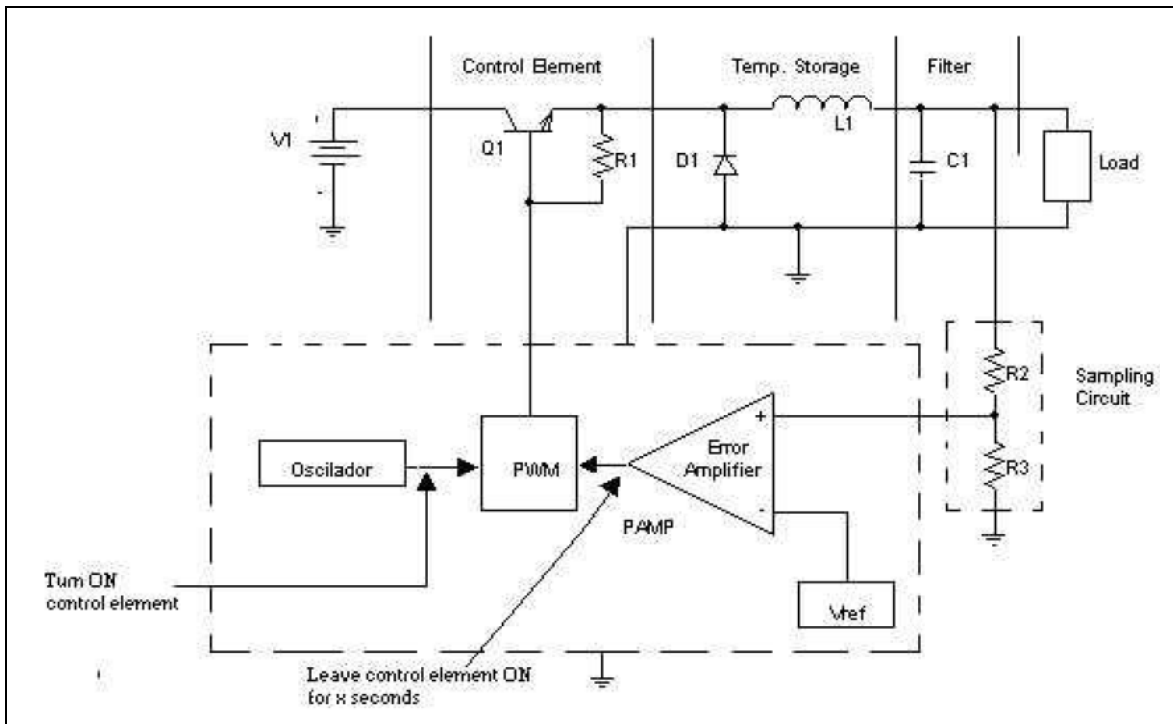 Control Element
Temp. Storage
Filter
V1
Q1
R1
D1
L1
C1
Load
R2
Sampling
Circuit
R3
Oscilador
PWM
+
Error
Amplifier
-
PAMP
Vref
Turn ON
control element
Leave control element ON
for x seconds